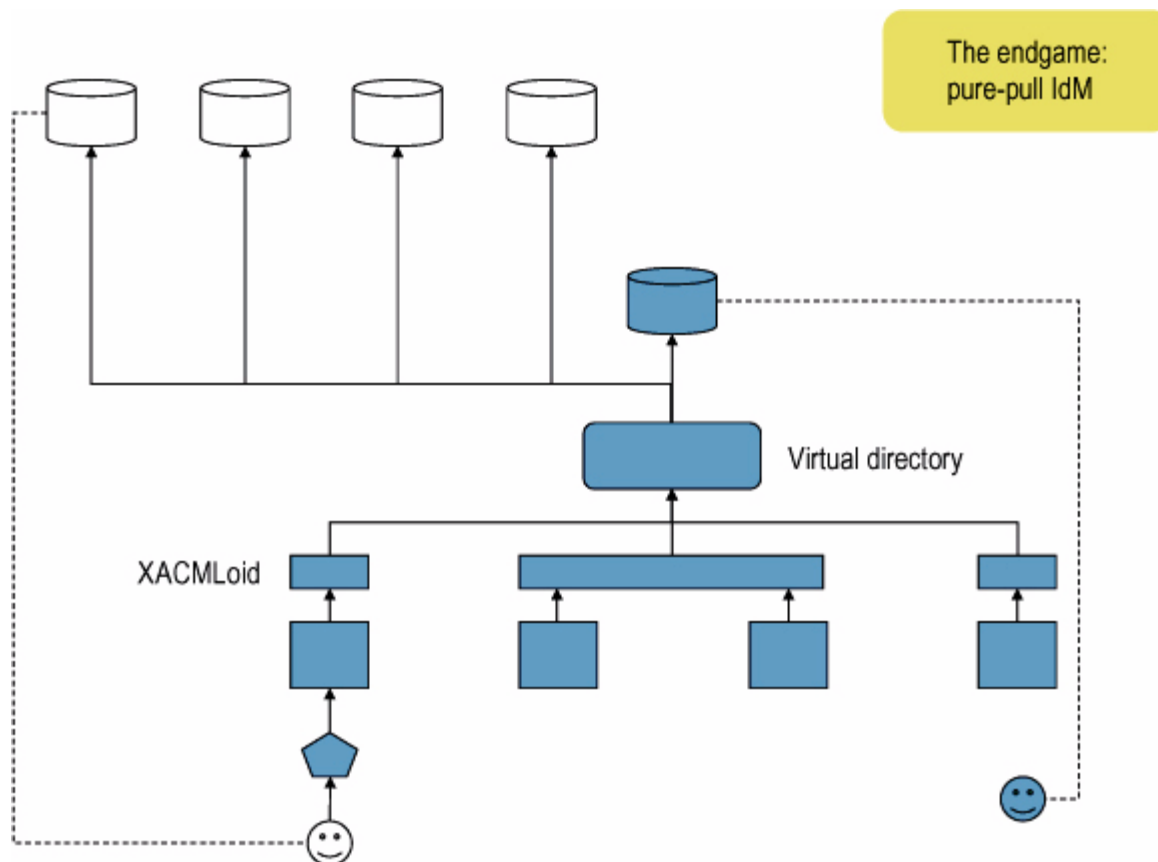 The endgame:
pure-pull IdM
Virtual directory
XACMLoid